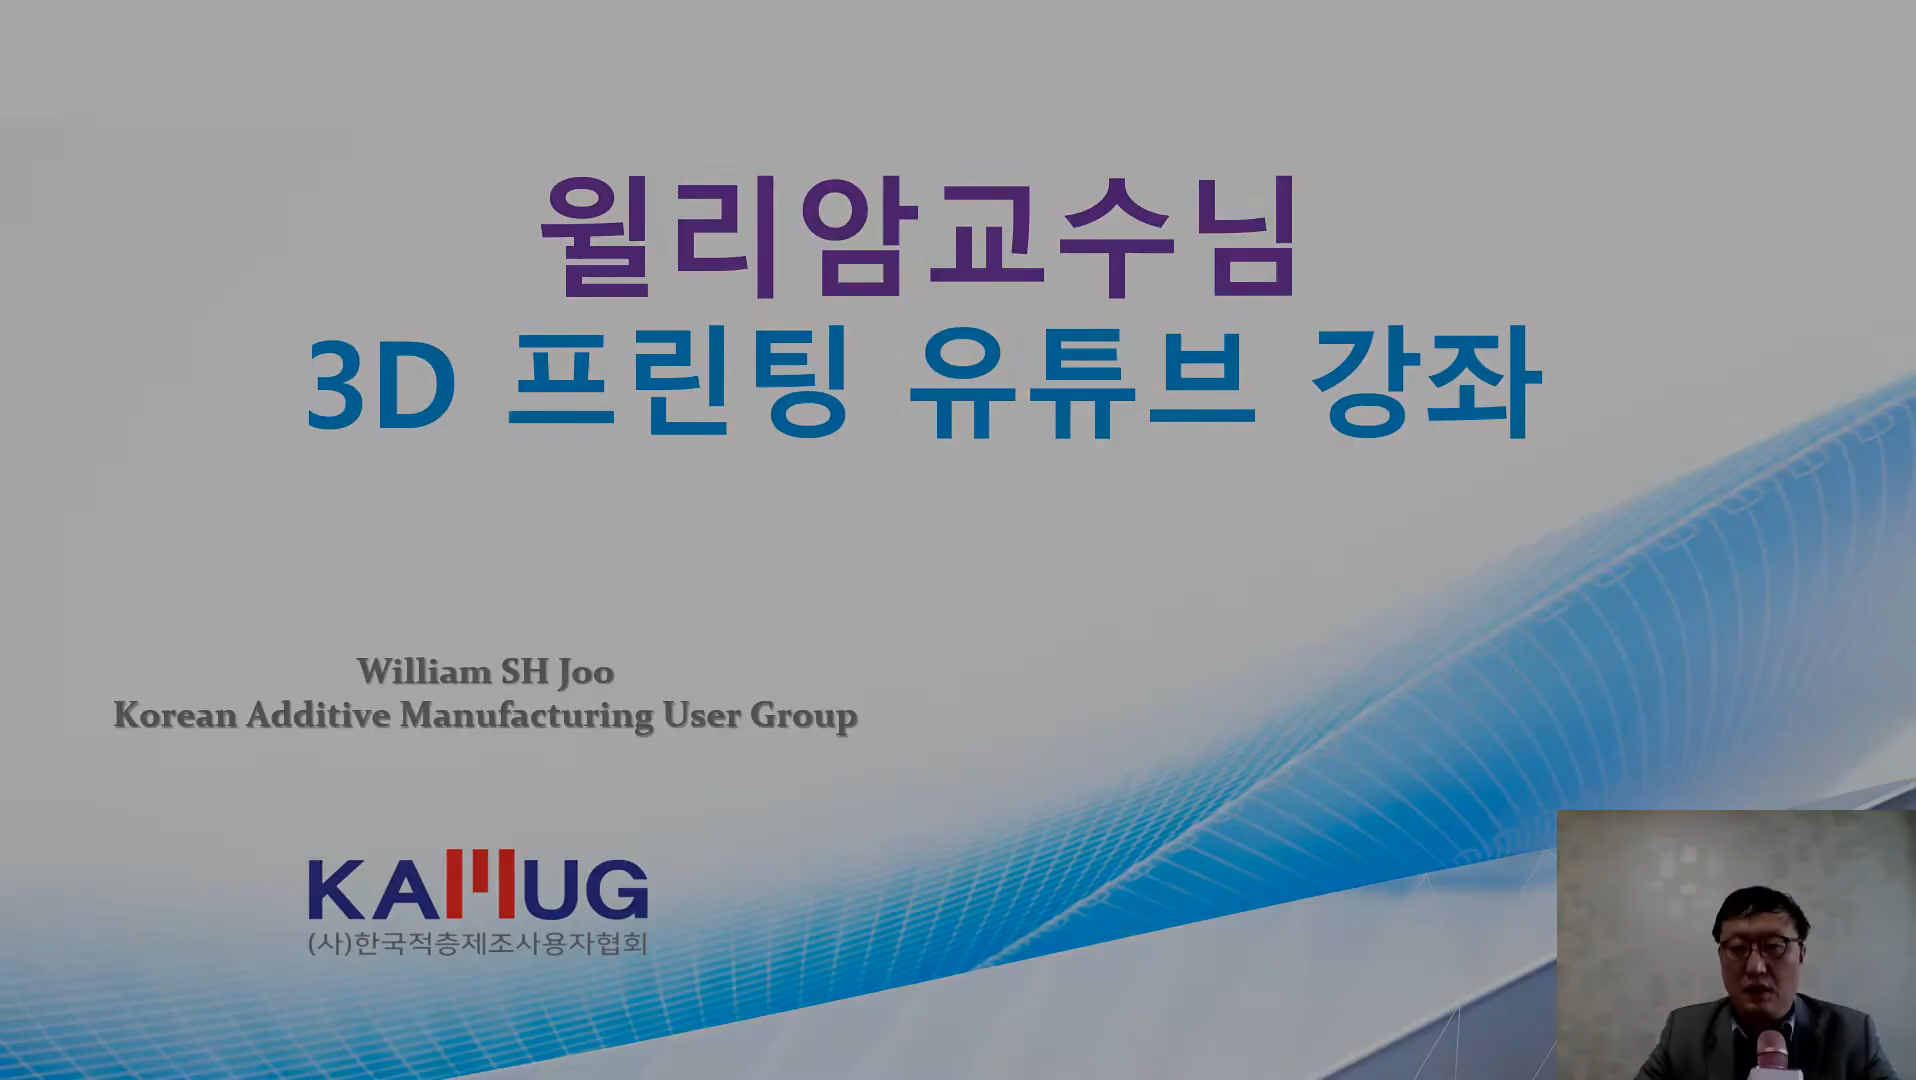 윌리암교수님
3D 프린팅 유튜브 강좌
William SH Joo
Korean Additive Manufacturing User Group
KAMUG
(사)한국적층제조사용자협회